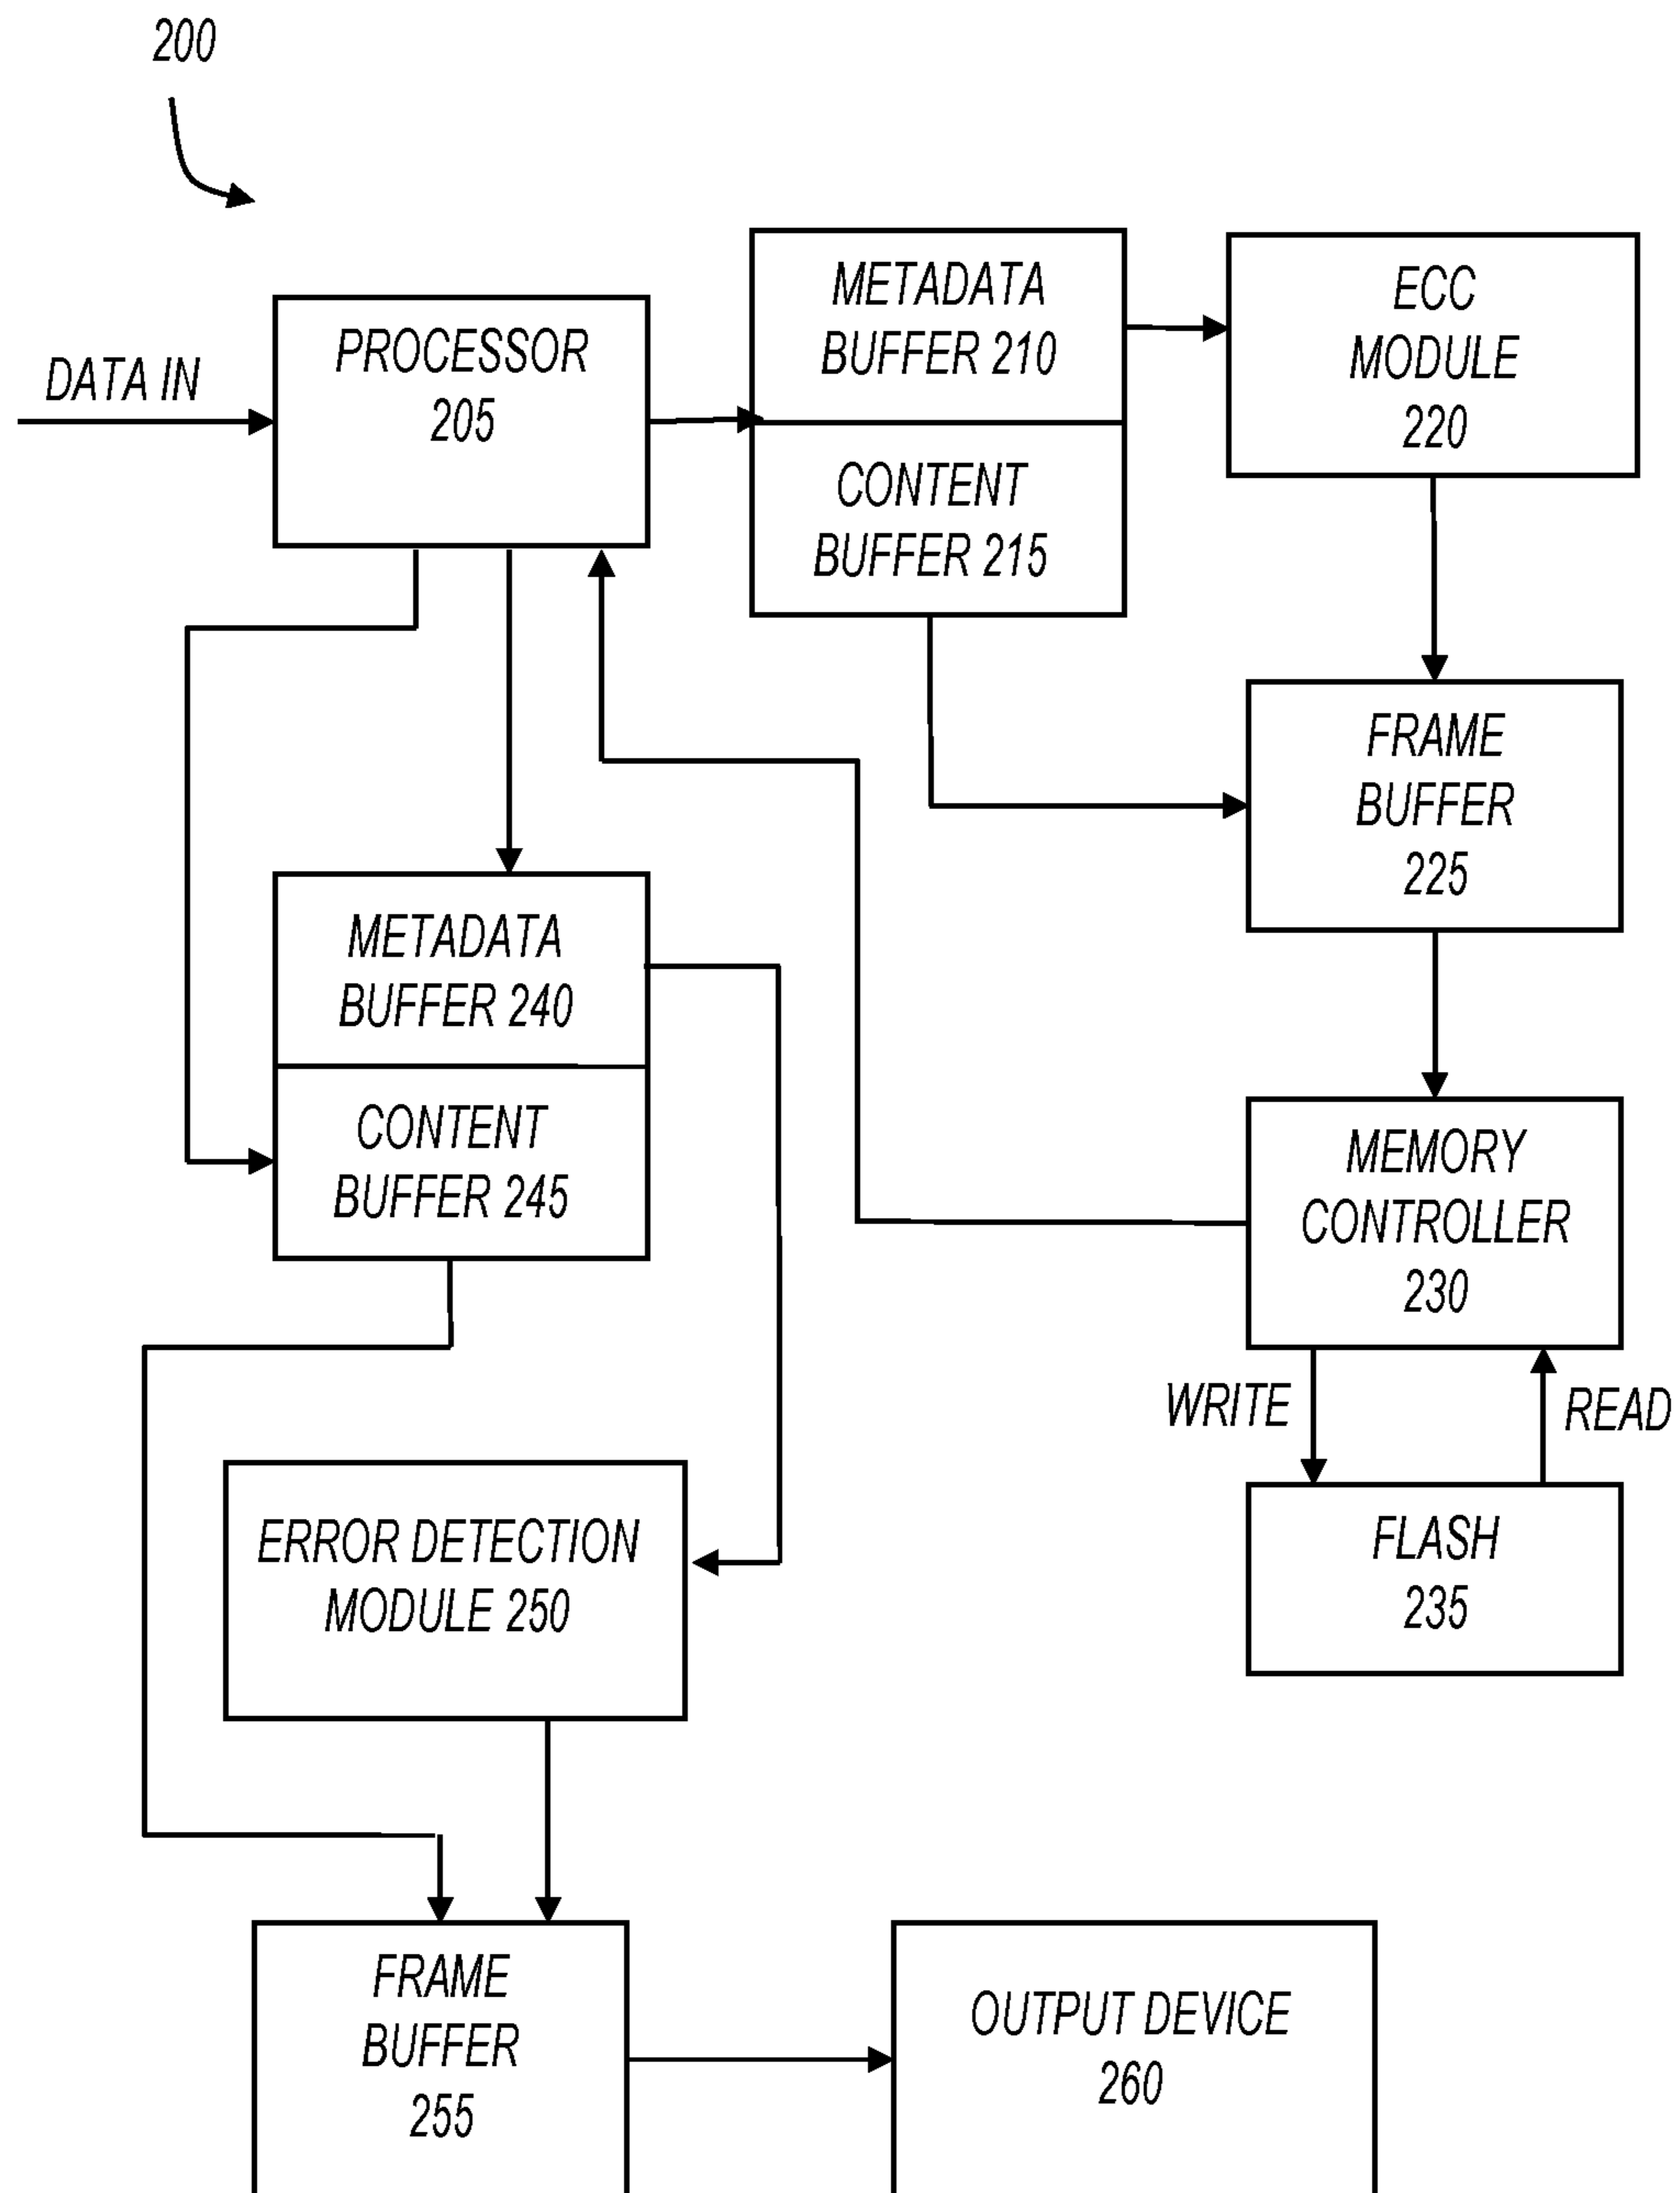 200
DATA IN
PROCESSOR
205
METADATA
BUFFER 210
CONTENT
BUFFER 215
ECC
MODULE
220
FRAME
BUFFER
225
METADATA
BUFFER 240
CONTENT
BUFFER 245
MEMORY
CONTROLLER
230
WRITE
READ
FLASH
235
ERROR DETECTION
MODULE 250
FRAME
BUFFER
255
OUTPUT DEVICE
260